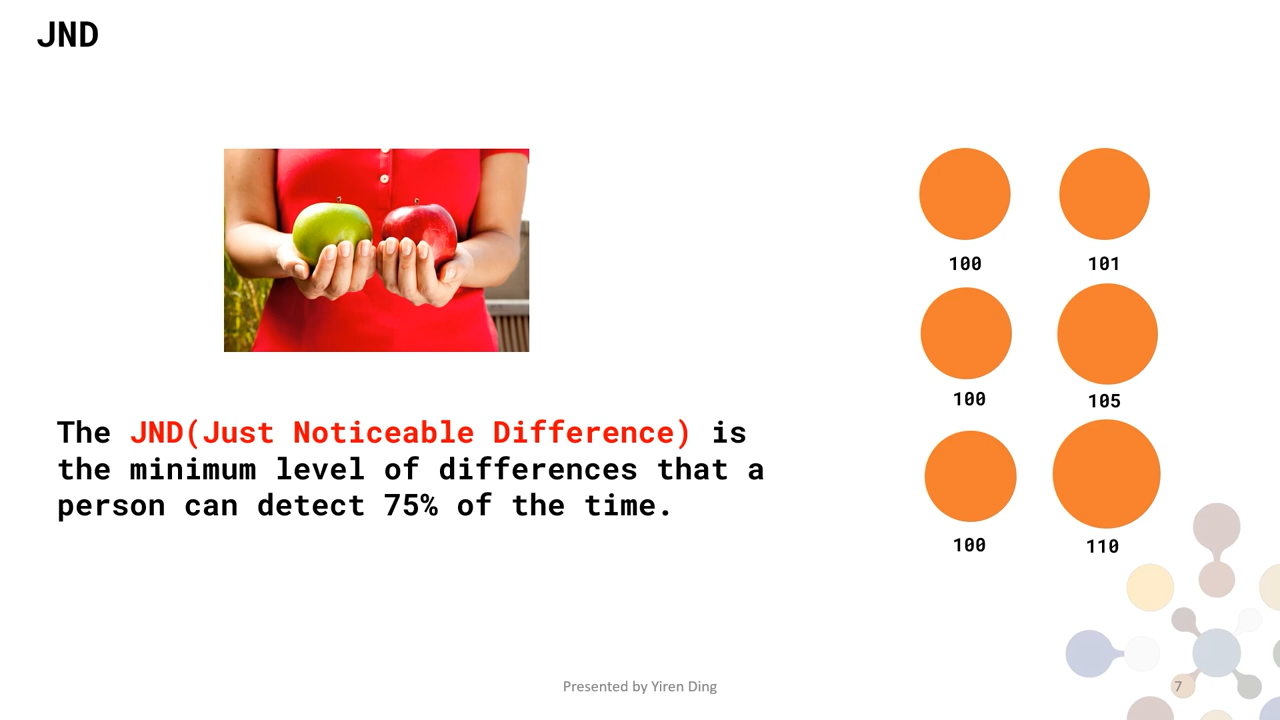 JND
The JND(Just Noticeable Difference) is
the minimum level of differences that a
person can detect 75% of the time.
100 101
100 105
100 110
Presented by Yiren Ding
7